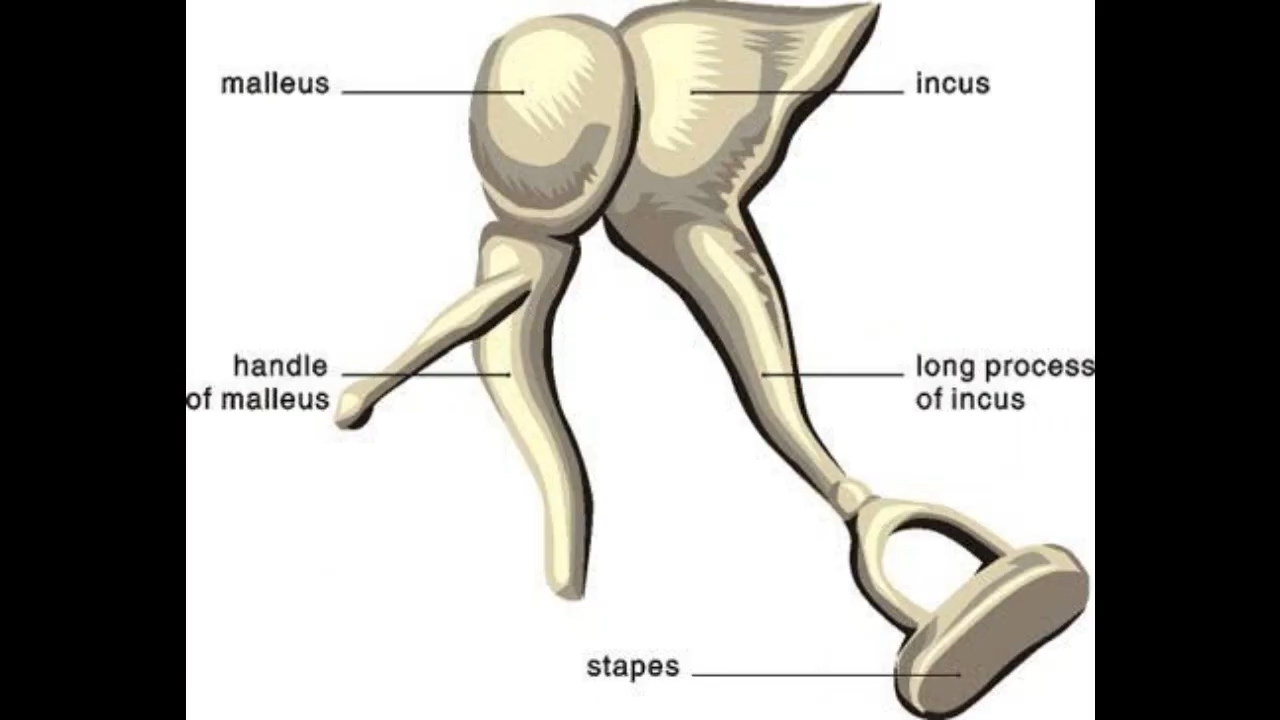 malleus
incus
handle
of malleus
long process
of incus
stapes